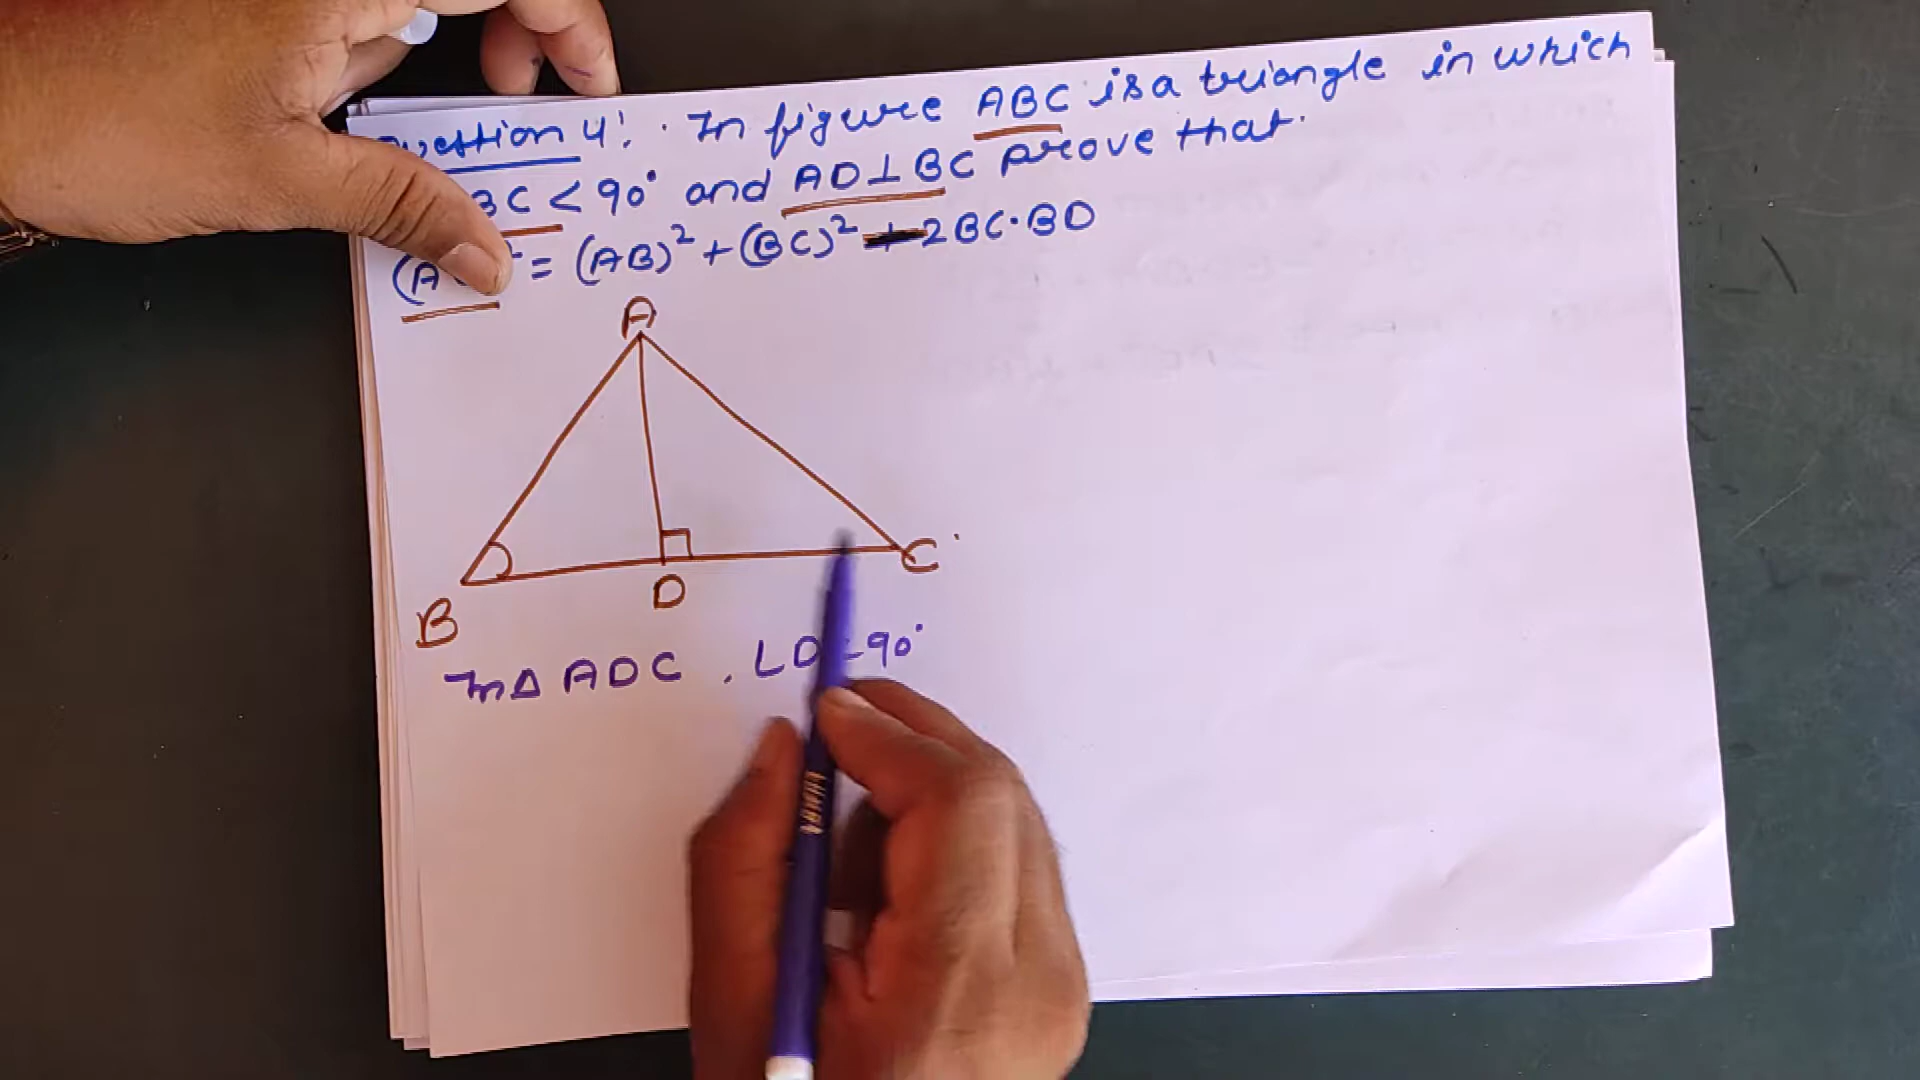 Question 4: In figure ABC is a triangle in which
BC < 90° and AD⊥BC prove that.
(A = (AB)² + (BC)² - 2BC·BD
A
B
D
C
In Δ ADC , ∠D 90°